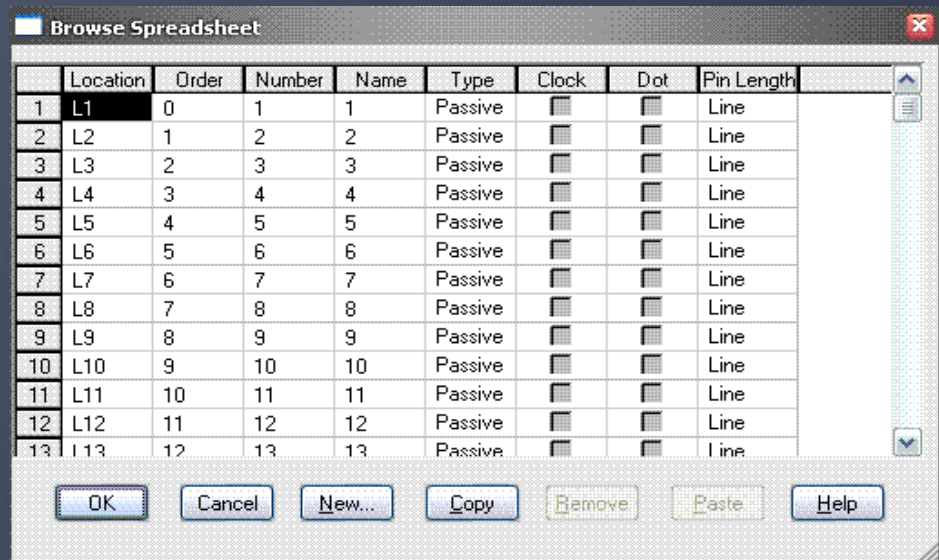 Browse Spreadsheet
Location Order Number Name Type Clock Dot Pin Length
1 L1 0 1 1 Passive Line
2 L2 1 2 2 Passive Line
3 L3 2 3 3 Passive Line
4 L4 3 4 4 Passive Line
5 L5 4 5 5 Passive Line
6 L6 5 6 6 Passive Line
7 L7 6 7 7 Passive Line
8 L8 7 8 8 Passive Line
9 L9 8 9 9 Passive Line
10 L10 9 10 10 Passive Line
11 L11 10 11 11 Passive Line
12 L12 11 12 12 Passive Line
13 L13 12 13 13 Passive Line
OK Cancel New... Copy Remove Paste Help